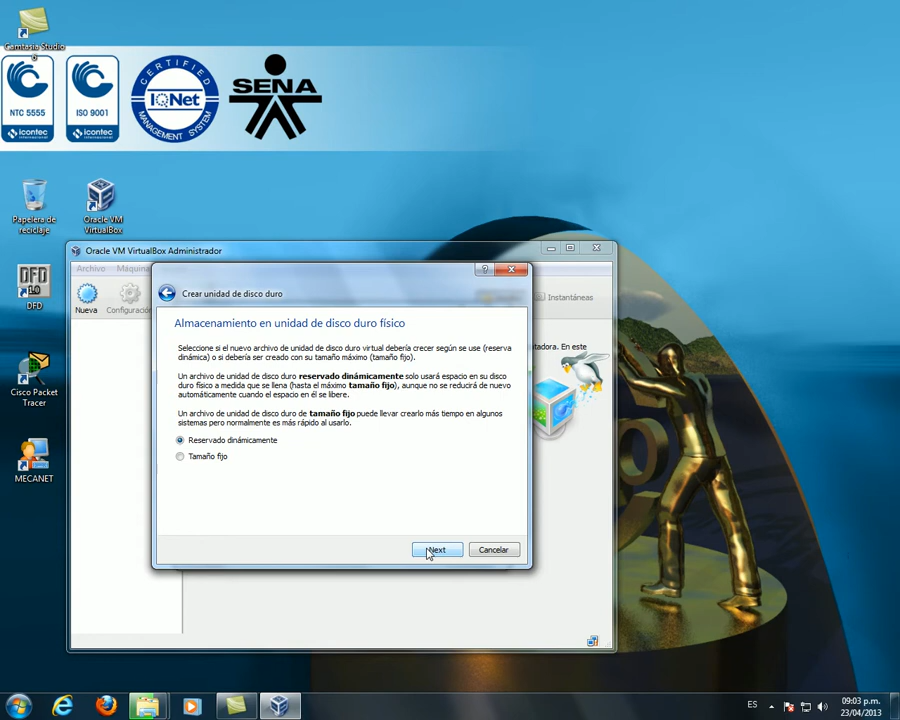 Camtasia Studio
6
NTC 5555
icontec
internacional
ISO 9001
icontec
internacional
CERTIFIED
IQNet
MANAGEMENT SYSTEM
SENA
Papelera de
reciclaje
Oracle VM
VirtualBox
DFD
1.0
DFD
Cisco Packet
Tracer
MECANET
Oracle VM VirtualBox Administrador
Archivo
Máquina
Nueva
Configuración
Instantáneas
tadora. En este
Crear unidad de disco duro
Almacenamiento en unidad de disco duro físico
Seleccione si el nuevo archivo de unidad de disco duro virtual debería crecer según se use (reserva
dinámica) o si debería ser creado con su tamaño máximo (tamaño fijo).
Un archivo de unidad de disco duro reservado dinámicamente solo usará espacio en su disco
duro físico a medida que se llena (hasta el máximo tamaño fijo), aunque no se reducirá de nuevo
automáticamente cuando el espacio en él se libere.
Un archivo de unidad de disco duro de tamaño fijo puede llevar crearlo más tiempo en algunos
sistemas pero normalmente es más rápido al usarlo.
Reservado dinámicamente
Tamaño fijo
Next
Cancelar
ES
09:03 p.m.
23/04/2013